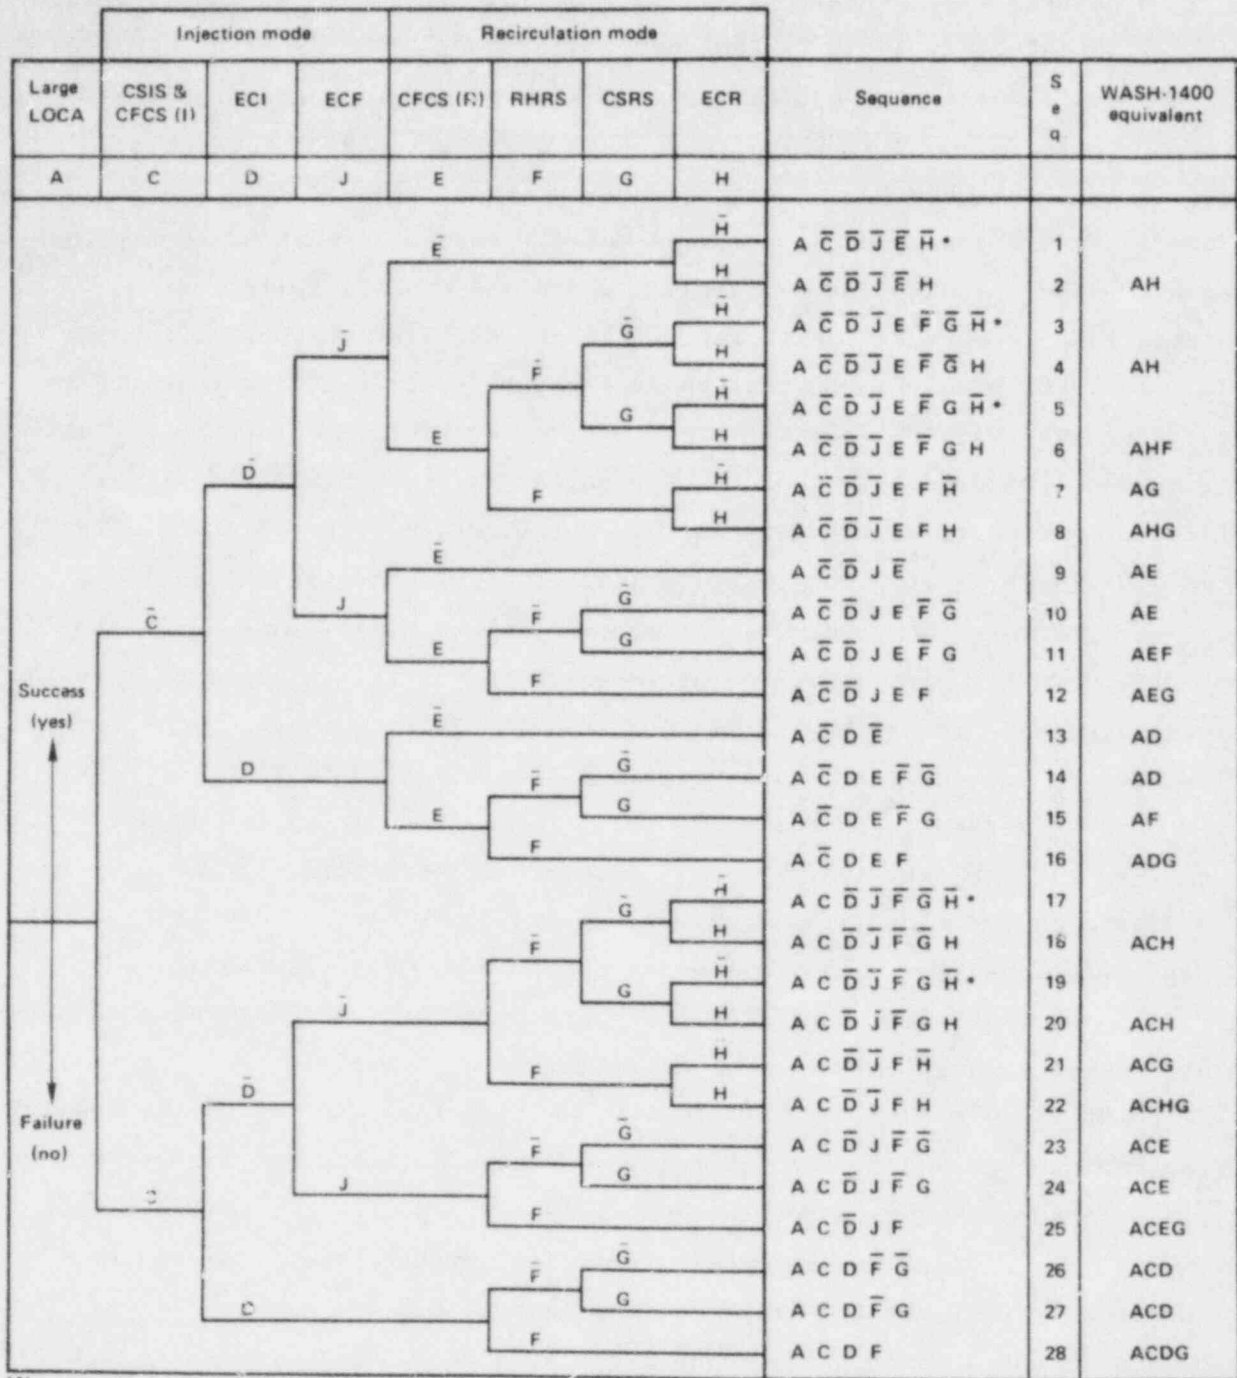 Injection mode Recirculation mode
Large LOCA CSIS & CFCS (I) ECI ECF CFCS (R) RHRS CSRS ECR Sequence Seq WASH-1400 equivalent
A C D J E F G H
Success
(yes)
Failure
(no)
C̄ D̄ J̄ Ē H̄
H
E F̄ Ḡ H̄
H
G H̄
H
F H̄
H
J Ē
E F̄ Ḡ
G
F
D Ē
E F̄ Ḡ
G
F
D̄ J̄ F̄ Ḡ H̄
H
G H̄
H
F H̄
H
J F̄ Ḡ
G
F
D F̄ Ḡ
G
F
A C̄ D̄ J̄ Ē H̄ * 1
A C̄ D̄ J̄ Ē H 2 AH
A C̄ D̄ J̄ E F̄ Ḡ H̄ * 3
A C̄ D̄ J̄ E F̄ Ḡ H 4 AH
A C̄ D̄ J̄ E F̄ G H̄ * 5
A C̄ D̄ J̄ E F̄ G H 6 AHF
A C̄ D̄ J̄ E F H̄ AG
A C̄ D̄ J̄ E F H 8 AHG
A C̄ D̄ J Ē 9 AE
A C̄ D̄ J E F̄ Ḡ 10 AE
A C̄ D̄ J E F̄ G 11 AEF
A C̄ D̄ J E F 12 AEG
A C̄ D Ē 13 AD
A C̄ D E F̄ Ḡ 14 AD
A C̄ D E F̄ G 15 AF
A C̄ D E F 16 ADG
A C D̄ J̄ F̄ Ḡ H̄ * 17
A C D̄ J̄ F̄ Ḡ H 18 ACH
A C D̄ J̄ F̄ G H̄ * 19
A C D̄ J̄ F̄ G H 20 ACH
A C D̄ J̄ F H̄ 21 ACG
A C D̄ J̄ F H 22 ACHG
A C D̄ J F̄ Ḡ 23 ACE
A C D̄ J F̄ G 24 ACE
A C D̄ J F 25 ACEG
A C D F̄ Ḡ 26 ACD
A C D F̄ G 27 ACD
A C D F 28 ACDG